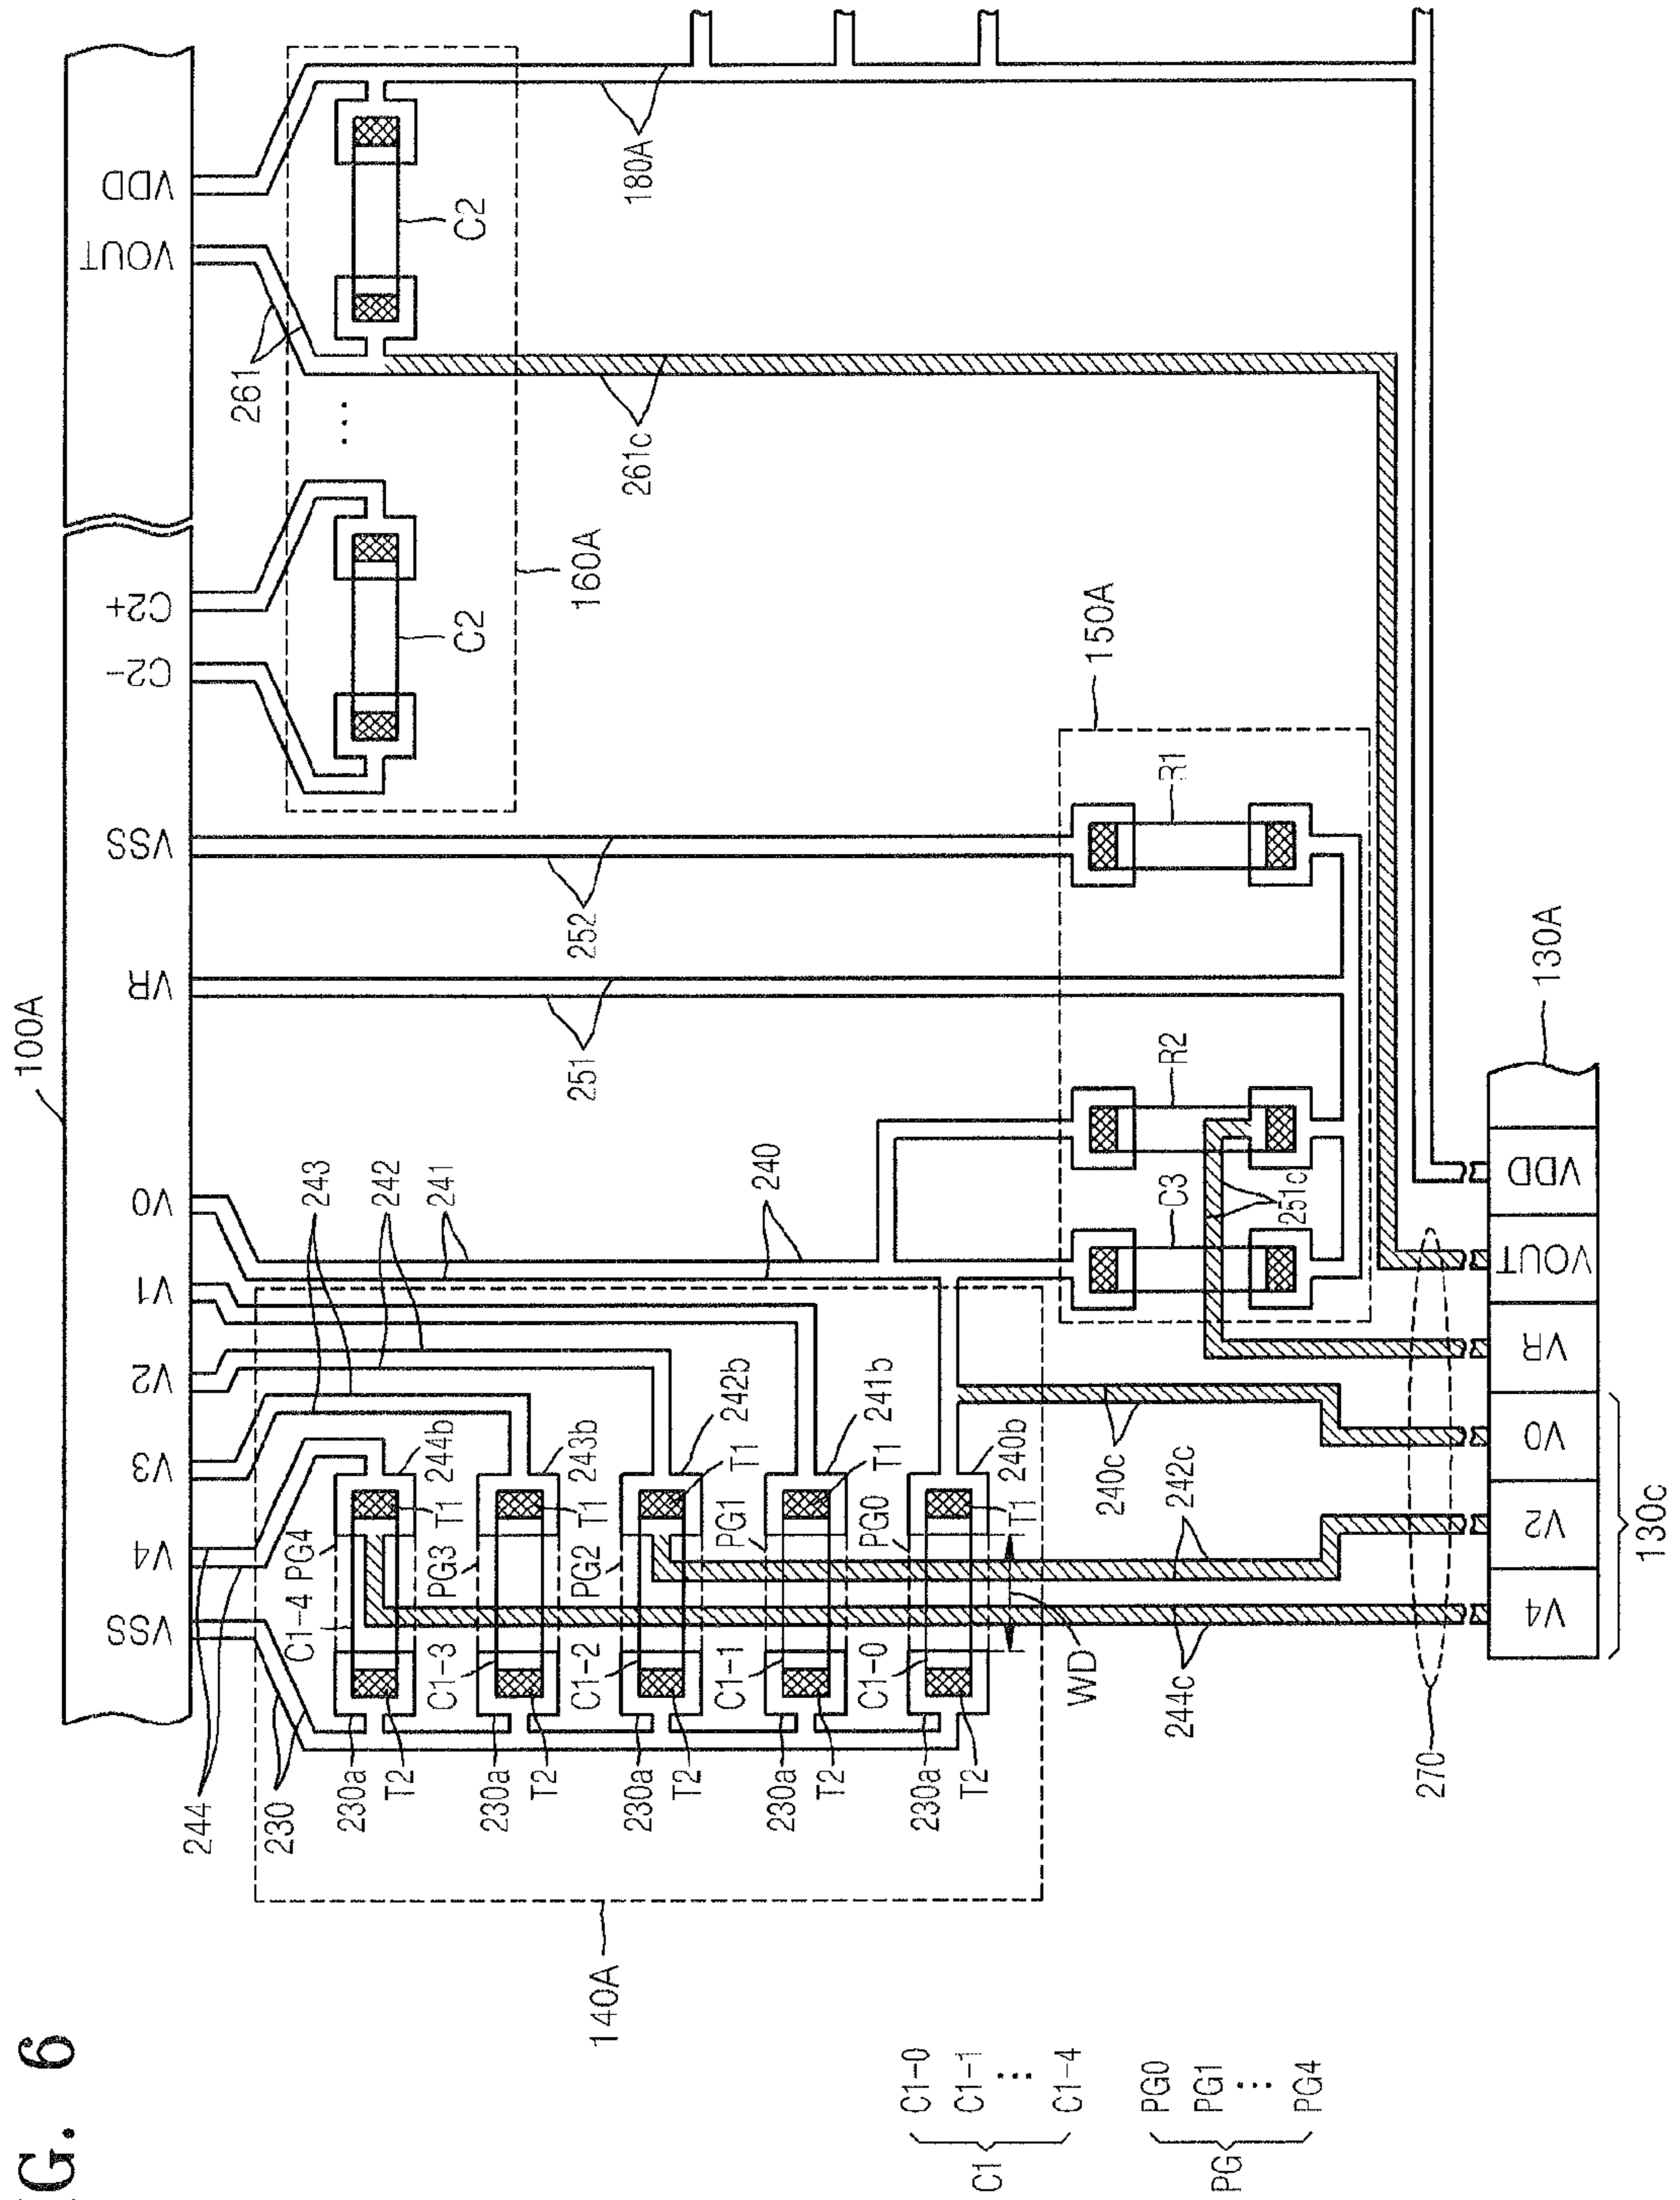 IG. 6
100A
VSS
V4
V3
V2
V1
V0
VR
VSS
C2-
C2+
VOUT
VDD
244
230
243
242
241
240
251
252
261
...
C2
C2
160A
261c
180A
140A
230a
T2
C1-4
PG4
T1
244b
230a
T2
C1-3
PG3
T1
243b
230a
T2
C1-2
PG2
T1
242b
230a
T2
C1-1
PG1
T1
241b
230a
T2
C1-0
PG0
T1
240b
WD
150A
C3
R2
R1
251c
244c
242c
240c
270
V4
V2
V0
VR
VOUT
VDD
130A
130c
C1
C1-0
C1-1
⋮
C1-4
PG
PG0
PG1
⋮
PG4